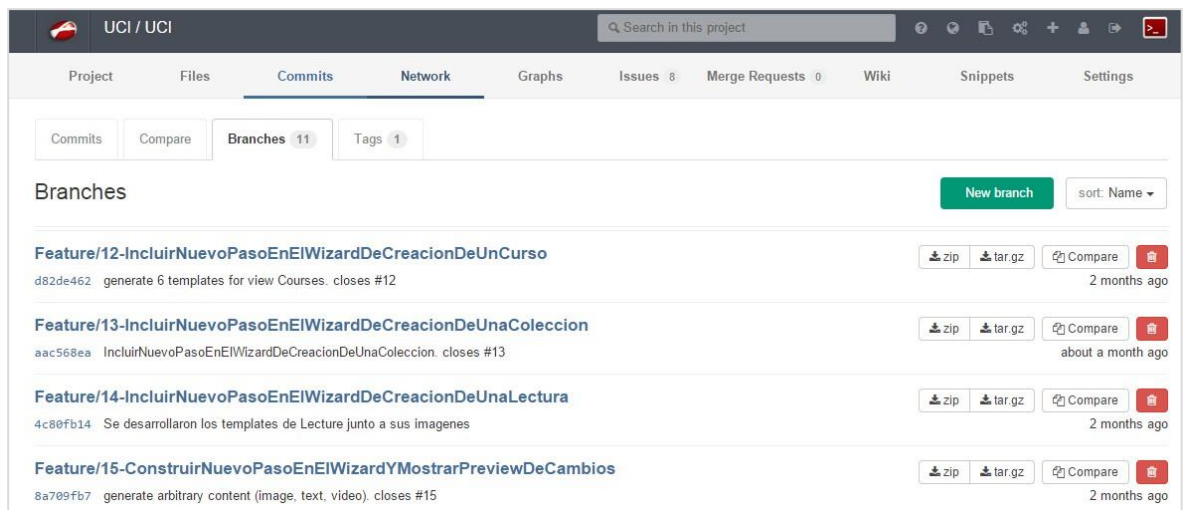 UCI / UCI
Search in this project
Project Files Commits Network Graphs Issues 8 Merge Requests 0 Wiki Snippets Settings
Commits Compare Branches 11 Tags 1
Branches New branch sort: Name
Feature/12-IncluirNuevoPasoEnElWizardDeCreacionDeUnCurso zip tar.gz Compare
d82de462 generate 6 templates for view Courses. closes #12 2 months ago
Feature/13-IncluirNuevoPasoEnElWizardDeCreacionDeUnaColeccion zip tar.gz Compare
aac568ea IncluirNuevoPasoEnElWizardDeCreacionDeUnaColeccion. closes #13 about a month ago
Feature/14-IncluirNuevoPasoEnElWizardDeCreacionDeUnaLectura zip tar.gz Compare
4c80fb14 Se desarrollaron los templates de Lecture junto a sus imagenes 2 months ago
Feature/15-ConstruirNuevoPasoEnElWizardYMostrarPreviewDeCambios zip tar.gz Compare
8a709fb7 generate arbitrary content (image, text, video). closes #15 2 months ago